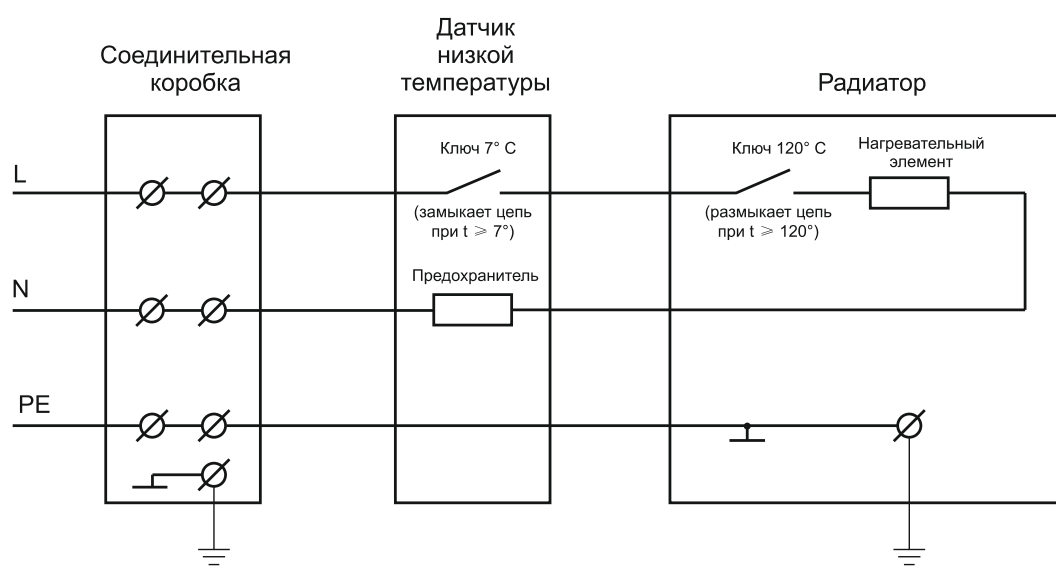 Соединительная
коробка
Датчик
низкой
температуры
Радиатор
L
Ключ 7° С
(замыкает цепь
при t ⩾ 7°)
Ключ 120° С
(размыкает цепь
при t ⩾ 120°)
Нагревательный
элемент
N
Предохранитель
PE